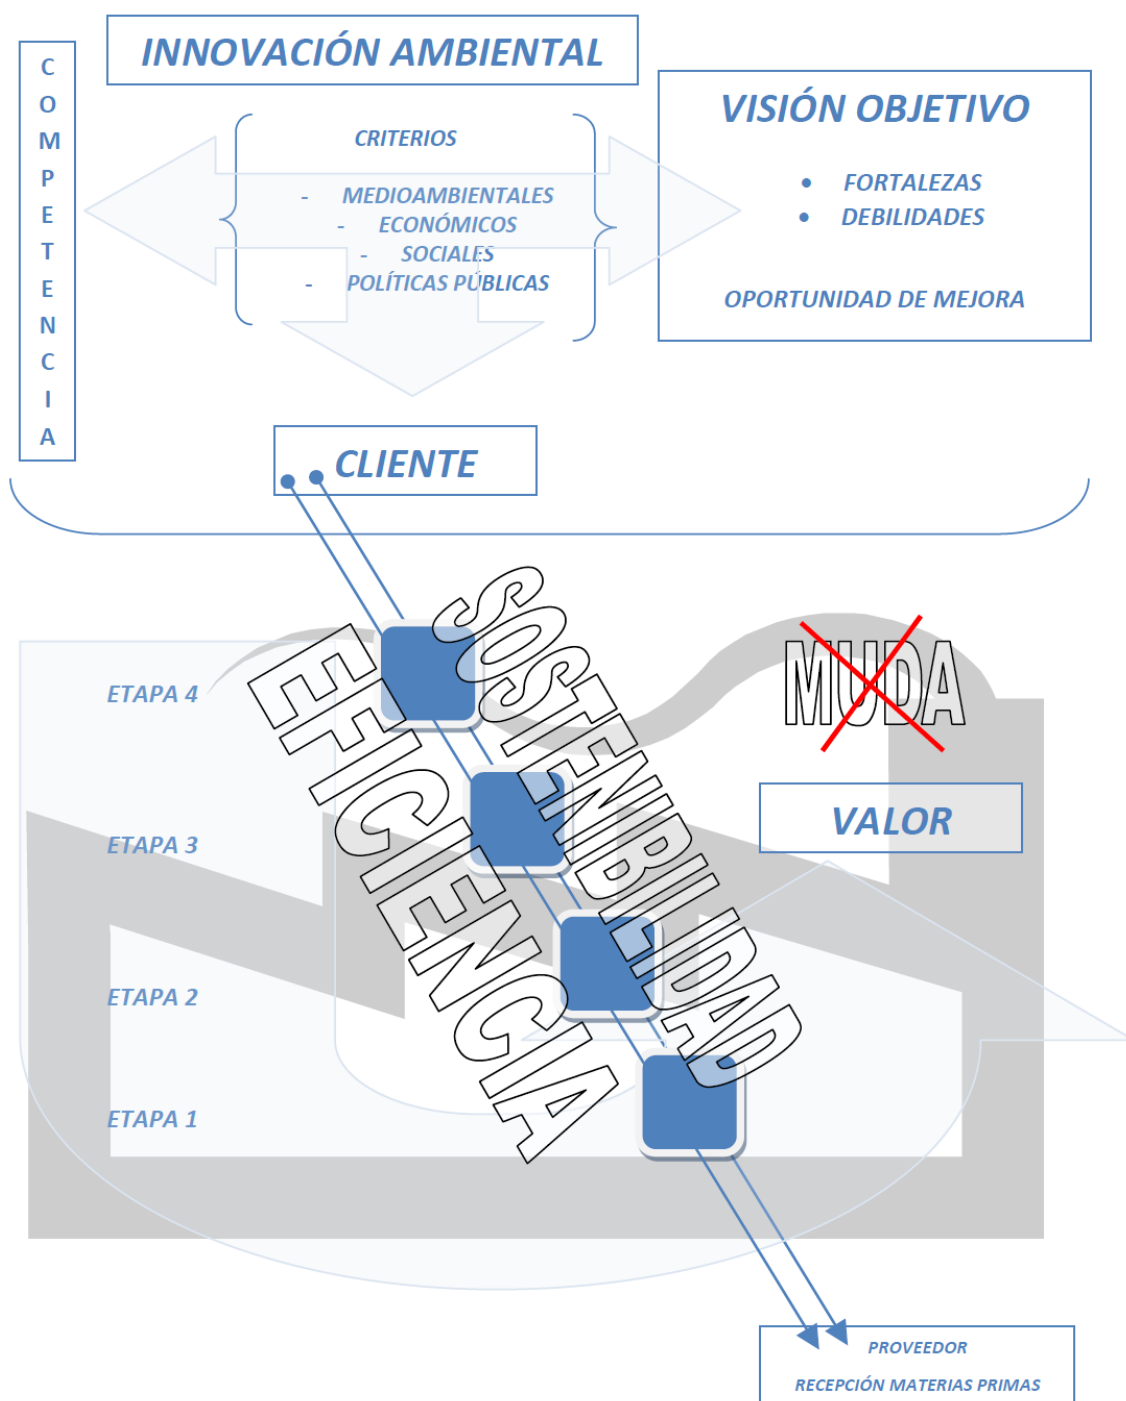 INNOVACIÓN AMBIENTAL
COMPETENCIA
CRITERIOS
- MEDIOAMBIENTALES
- ECONÓMICOS
- SOCIALES
- POLÍTICAS PÚBLICAS
VISIÓN OBJETIVO
• FORTALEZAS
• DEBILIDADES
OPORTUNIDAD DE MEJORA
CLIENTE
SOSTENIBILIDAD
EFICIENCIA
MUDA
ETAPA 4
VALOR
ETAPA 3
ETAPA 2
ETAPA 1
PROVEEDOR
RECEPCIÓN MATERIAS PRIMAS